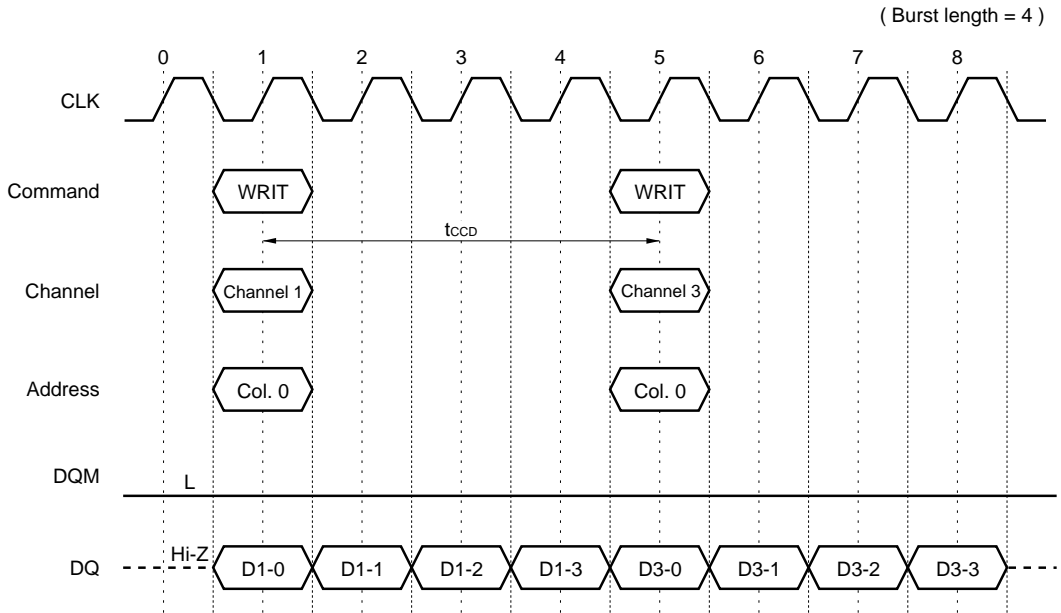 ( Burst length = 4 )
0 1 2 3 4 5 6 7 8
CLK
Command WRIT WRIT
tCCD
Channel Channel 1 Channel 3
Address Col. 0 Col. 0
DQM L
DQ Hi-Z D1-0 D1-1 D1-2 D1-3 D3-0 D3-1 D3-2 D3-3